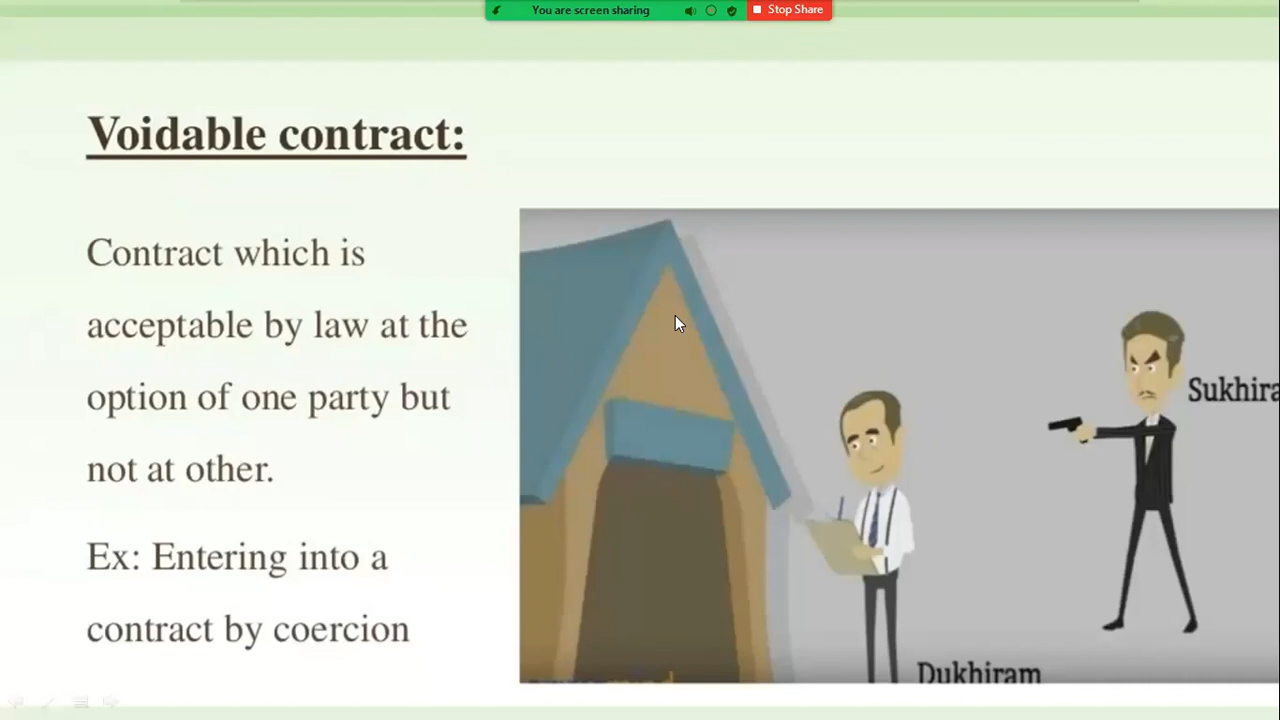 You are screen sharing
Stop Share
Voidable contract:
Contract which is
acceptable by law at the
option of one party but
not at other.
Ex: Entering into a
contract by coercion
Sukhira
Dukhiram